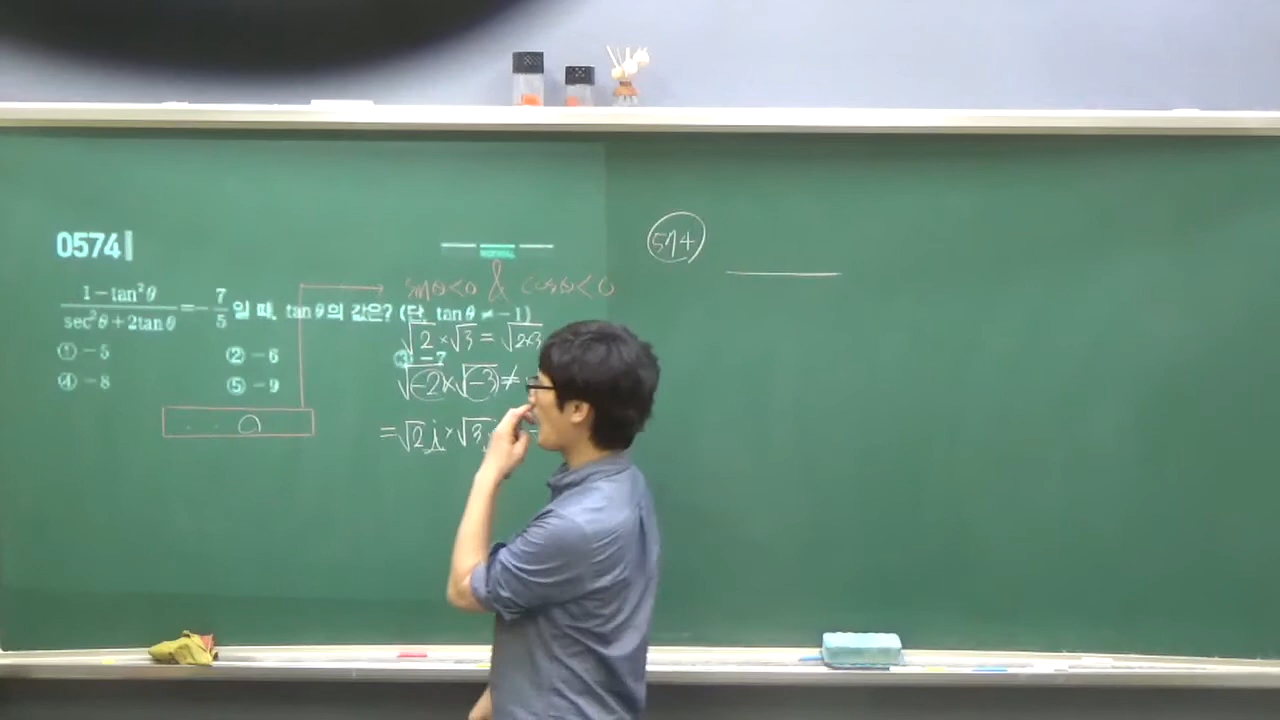 0574
sinθ<0 & cosθ<0
(1-tan²θ)/(sec²θ+2tanθ)=-7/5 일 때, tanθ의 값은? (단, tanθ ≠ -1)
① -5 ② -6 ③ -7
④ -8 ⑤ -9
√2×√3=√2×3
√-2×√-3≠
=√2i×√3
574